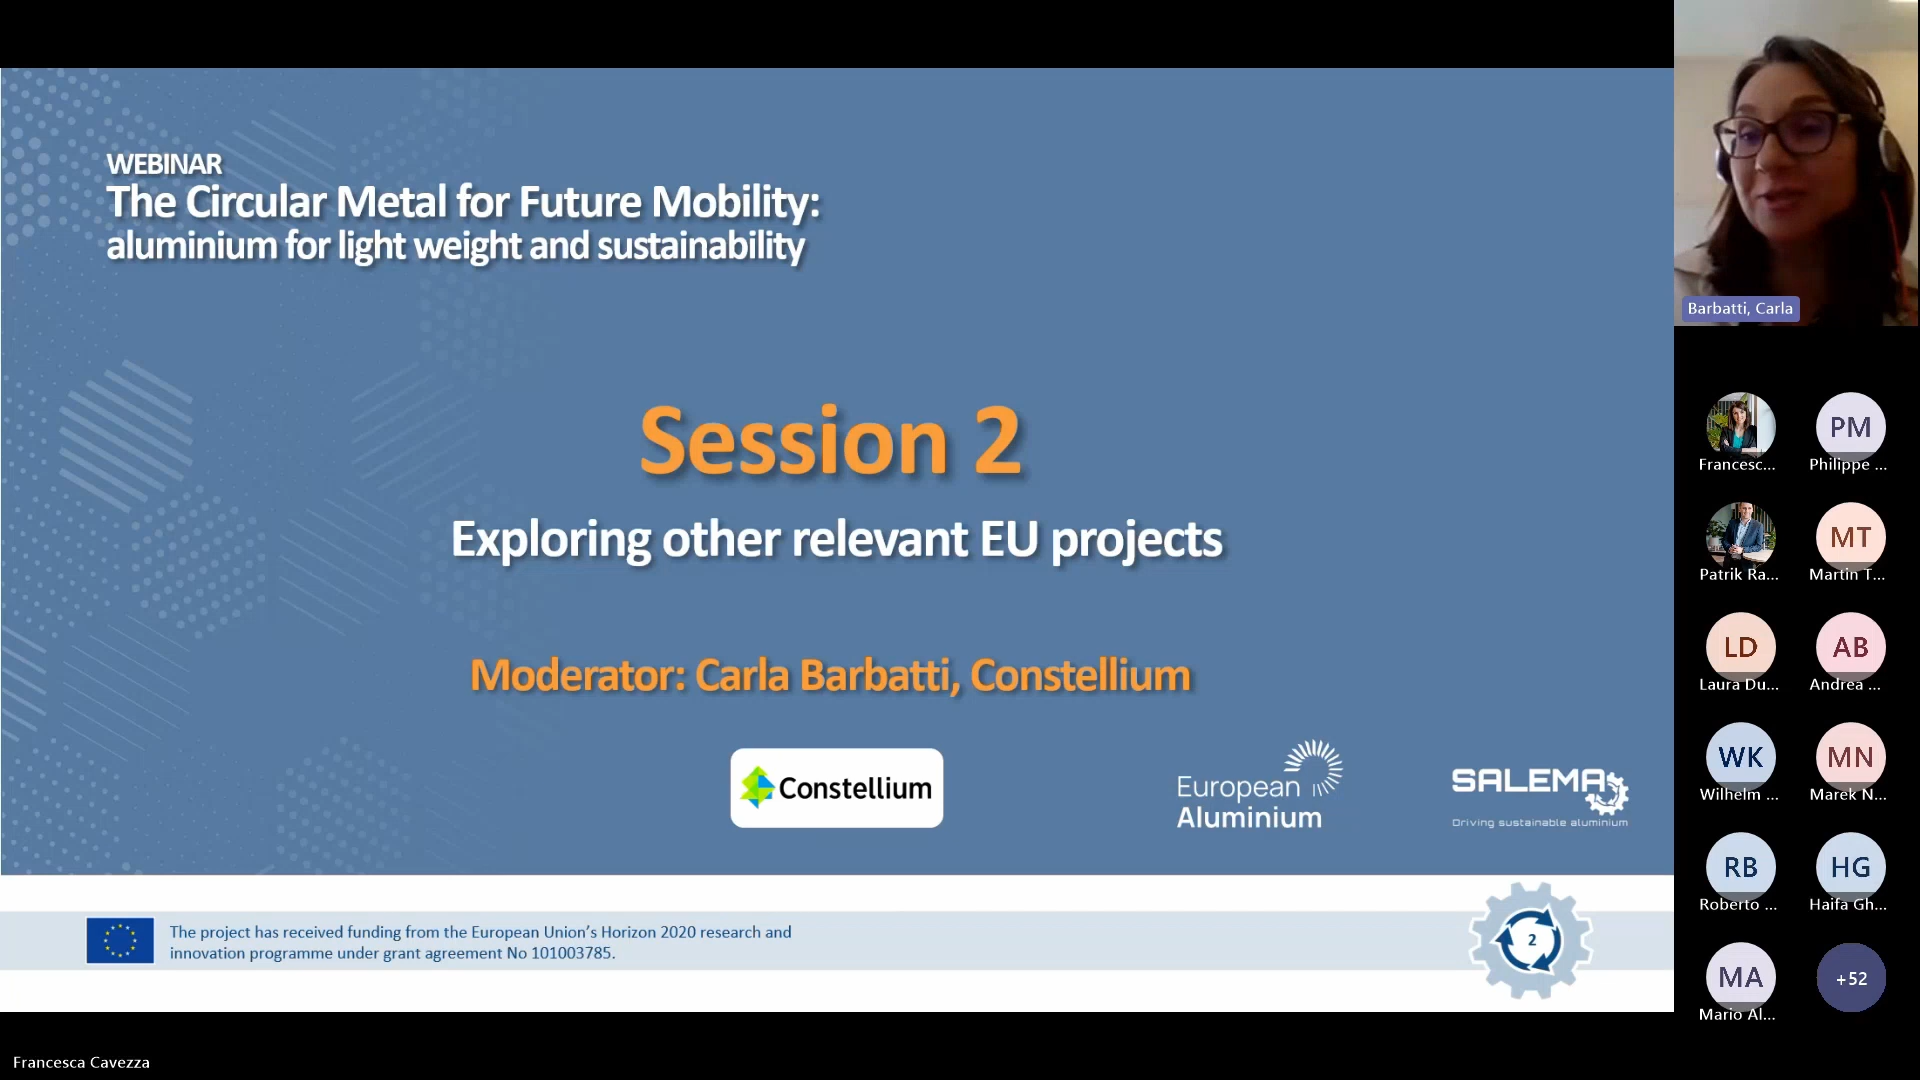 WEBINAR
The Circular Metal for Future Mobility:
aluminium for light weight and sustainability
Session 2
Exploring other relevant EU projects
Moderator: Carla Barbatti, Constellium
Constellium
European
Aluminium
SALEMA
Driving sustainable aluminium
The project has received funding from the European Union's Horizon 2020 research and
innovation programme under grant agreement No 101003785.
2
Francesca Cavezza
Barbatti, Carla
Francesc...
PM
Philippe ...
Patrik Ra...
MT
Martin T...
LD
Laura Du...
AB
Andrea ...
WK
Wilhelm ...
MN
Marek N...
RB
Roberto ...
HG
Haifa Gh...
MA
Mario Al...
+52